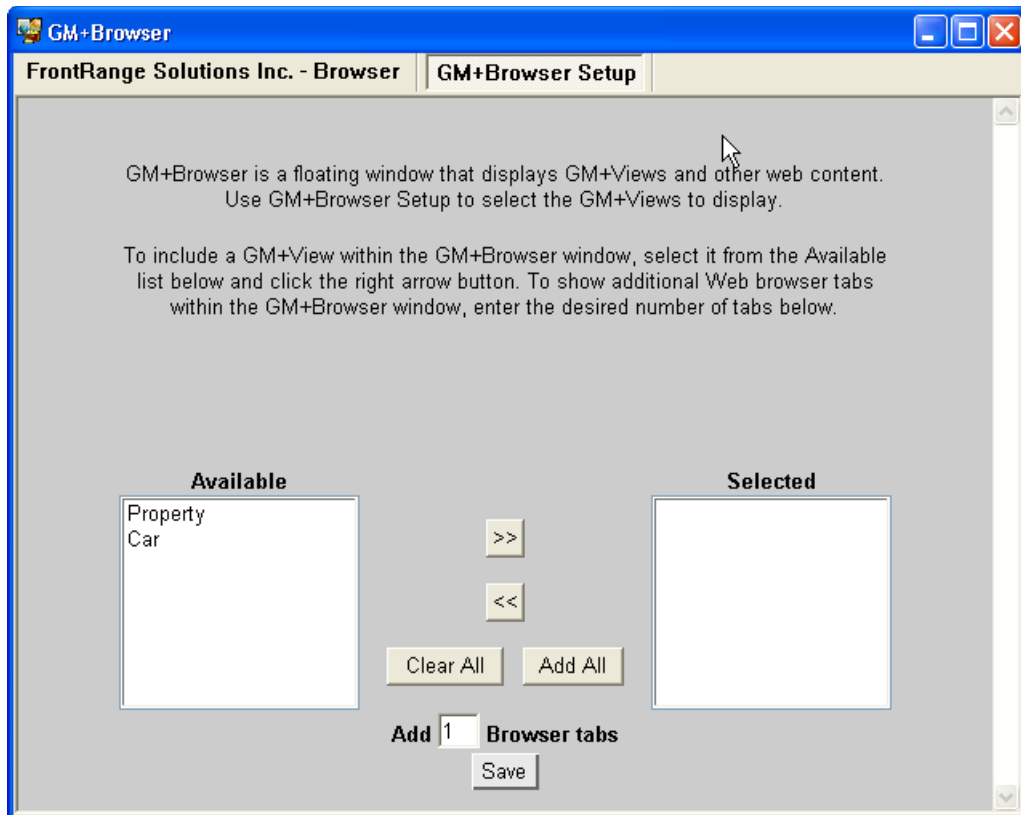 GM+Browser
FrontRange Solutions Inc. - Browser GM+Browser Setup
GM+Browser is a floating window that displays GM+Views and other web content.
Use GM+Browser Setup to select the GM+Views to display.
To include a GM+View within the GM+Browser window, select it from the Available
list below and click the right arrow button. To show additional Web browser tabs
within the GM+Browser window, enter the desired number of tabs below.
Available Selected
Property
Car
>>
<<
Clear All Add All
Add 1 Browser tabs
Save